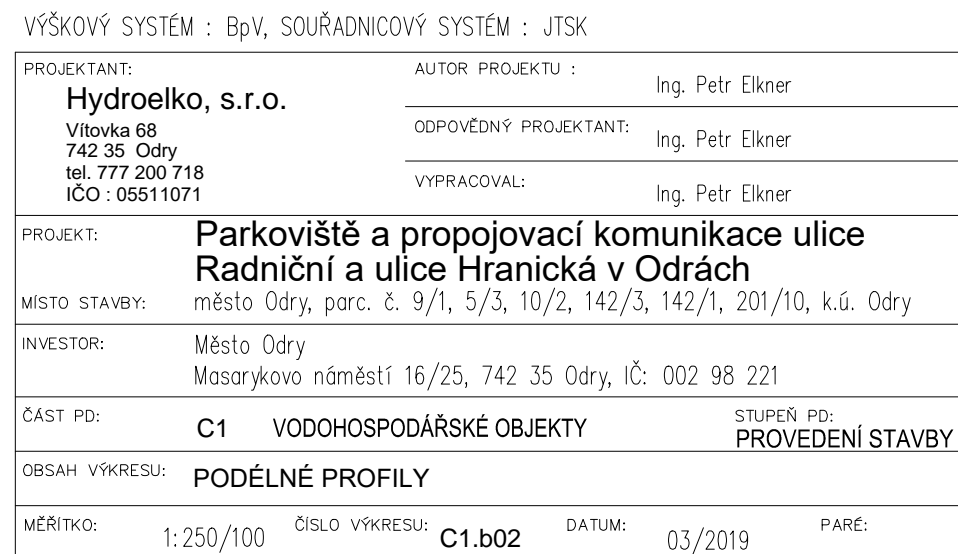 VÝŠKOVÝ SYSTÉM : BpV, SOUŘADNICOVÝ SYSTÉM : JTSK
PROJEKTANT:
Hydroelko, s.r.o.
Vítovka 68
742 35 Odry
tel. 777 200 718
IČO : 05511071
AUTOR PROJEKTU : Ing. Petr Elkner
ODPOVĚDNÝ PROJEKTANT: Ing. Petr Elkner
VYPRACOVAL: Ing. Petr Elkner
PROJEKT: Parkoviště a propojovací komunikace ulice
Radniční a ulice Hranická v Odrách
MÍSTO STAVBY: město Odry, parc. č. 9/1, 5/3, 10/2, 142/3, 142/1, 201/10, k.ú. Odry
INVESTOR: Město Odry
Masarykovo náměstí 16/25, 742 35 Odry, IČ: 002 98 221
ČÁST PD: C1 VODOHOSPODÁŘSKÉ OBJEKTY
STUPEŇ PD:
PROVEDENÍ STAVBY
OBSAH VÝKRESU: PODÉLNÉ PROFILY
MĚŘÍTKO: 1:250/100 ČÍSLO VÝKRESU: C1.b02 DATUM: 03/2019 PARÉ: